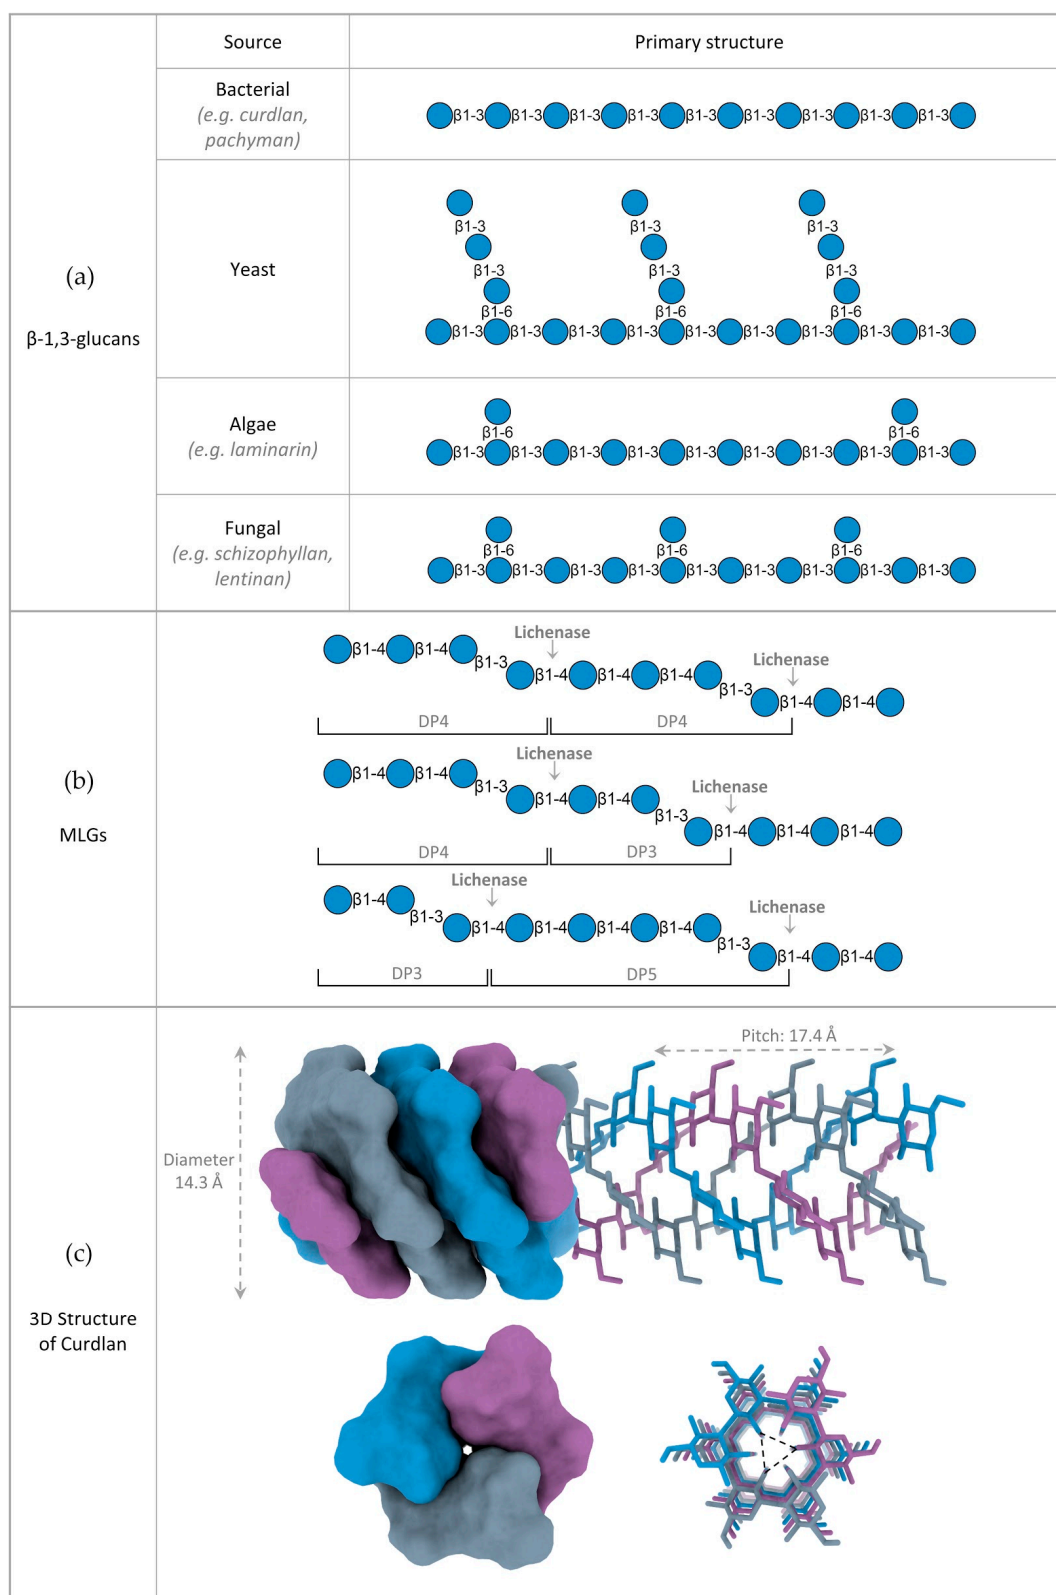 Source
Primary structure
(a)
β-1,3-glucans
Bacterial
(e.g. curdlan,
pachyman)
β1-3 β1-3 β1-3 β1-3 β1-3 β1-3 β1-3 β1-3 β1-3
Yeast
β1-3 β1-3 β1-3
β1-3 β1-3 β1-3
β1-6 β1-6 β1-6
β1-3 β1-3 β1-3 β1-3 β1-3 β1-3 β1-3 β1-3 β1-3
Algae
(e.g. laminarin)
β1-6 β1-6
β1-3 β1-3 β1-3 β1-3 β1-3 β1-3 β1-3 β1-3 β1-3
Fungal
(e.g. schizophyllan,
lentinan)
β1-6 β1-6 β1-6
β1-3 β1-3 β1-3 β1-3 β1-3 β1-3 β1-3 β1-3 β1-3
(b)
MLGs
Lichenase
β1-4 β1-4
β1-3
Lichenase
β1-4 β1-4 β1-4
β1-3
β1-4 β1-4
DP4 DP4
Lichenase
β1-4 β1-4
β1-3
Lichenase
β1-4 β1-4
β1-3
β1-4 β1-4 β1-4
DP4 DP3
Lichenase
β1-4
β1-3
Lichenase
β1-4 β1-4 β1-4 β1-4
β1-3
β1-4 β1-4
DP3 DP5
(c)
3D Structure
of Curdlan
Pitch: 17.4 Å
Diameter
14.3 Å